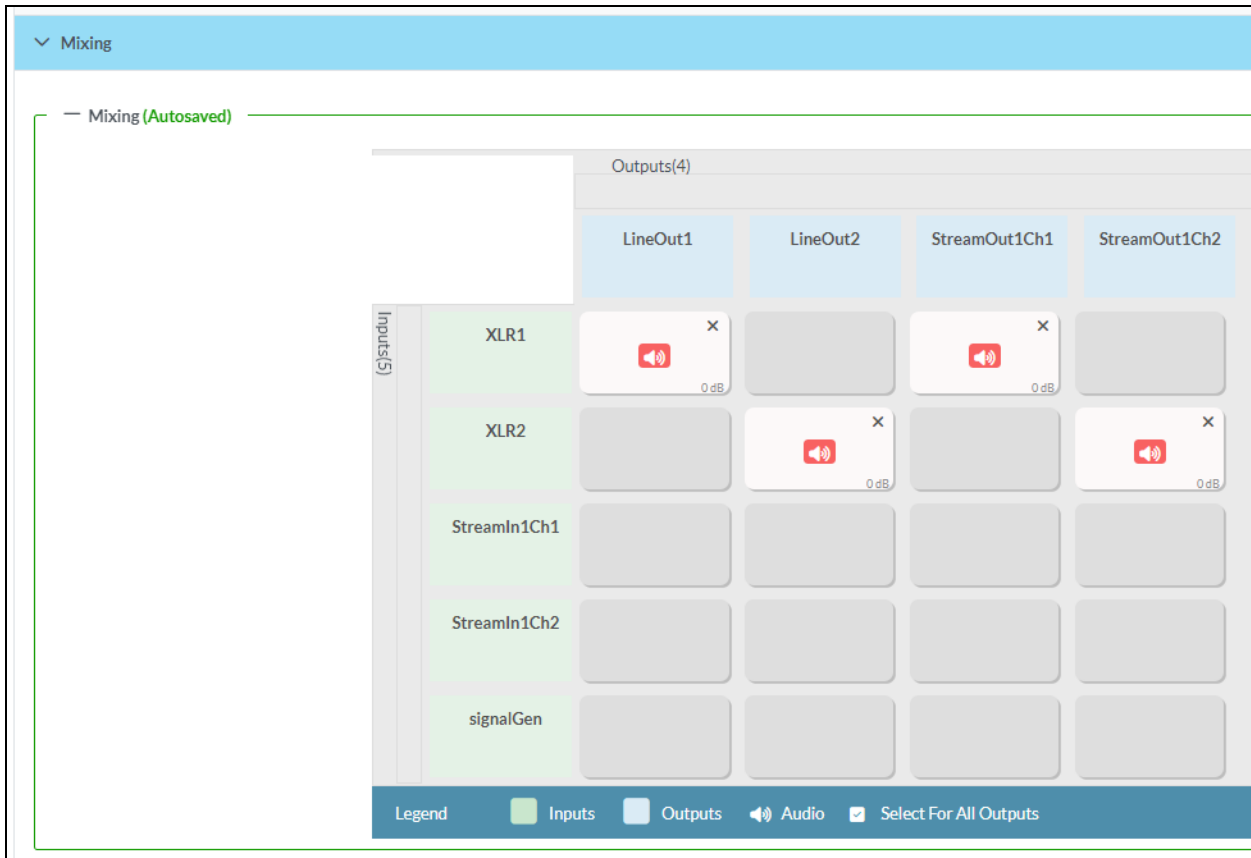 Mixing
Mixing (Autosaved)
Outputs(4)
LineOut1 LineOut2 StreamOut1Ch1 StreamOut1Ch2
Inputs(5)
XLR1
0 dB 0 dB
XLR2
0 dB 0 dB
StreamIn1Ch1
StreamIn1Ch2
signalGen
Legend Inputs Outputs Audio Select For All Outputs